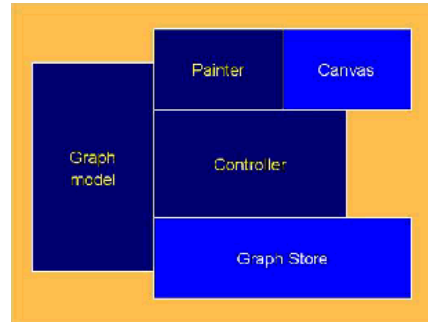 Painter
Canvas
Graph
model
Controller
Graph Store